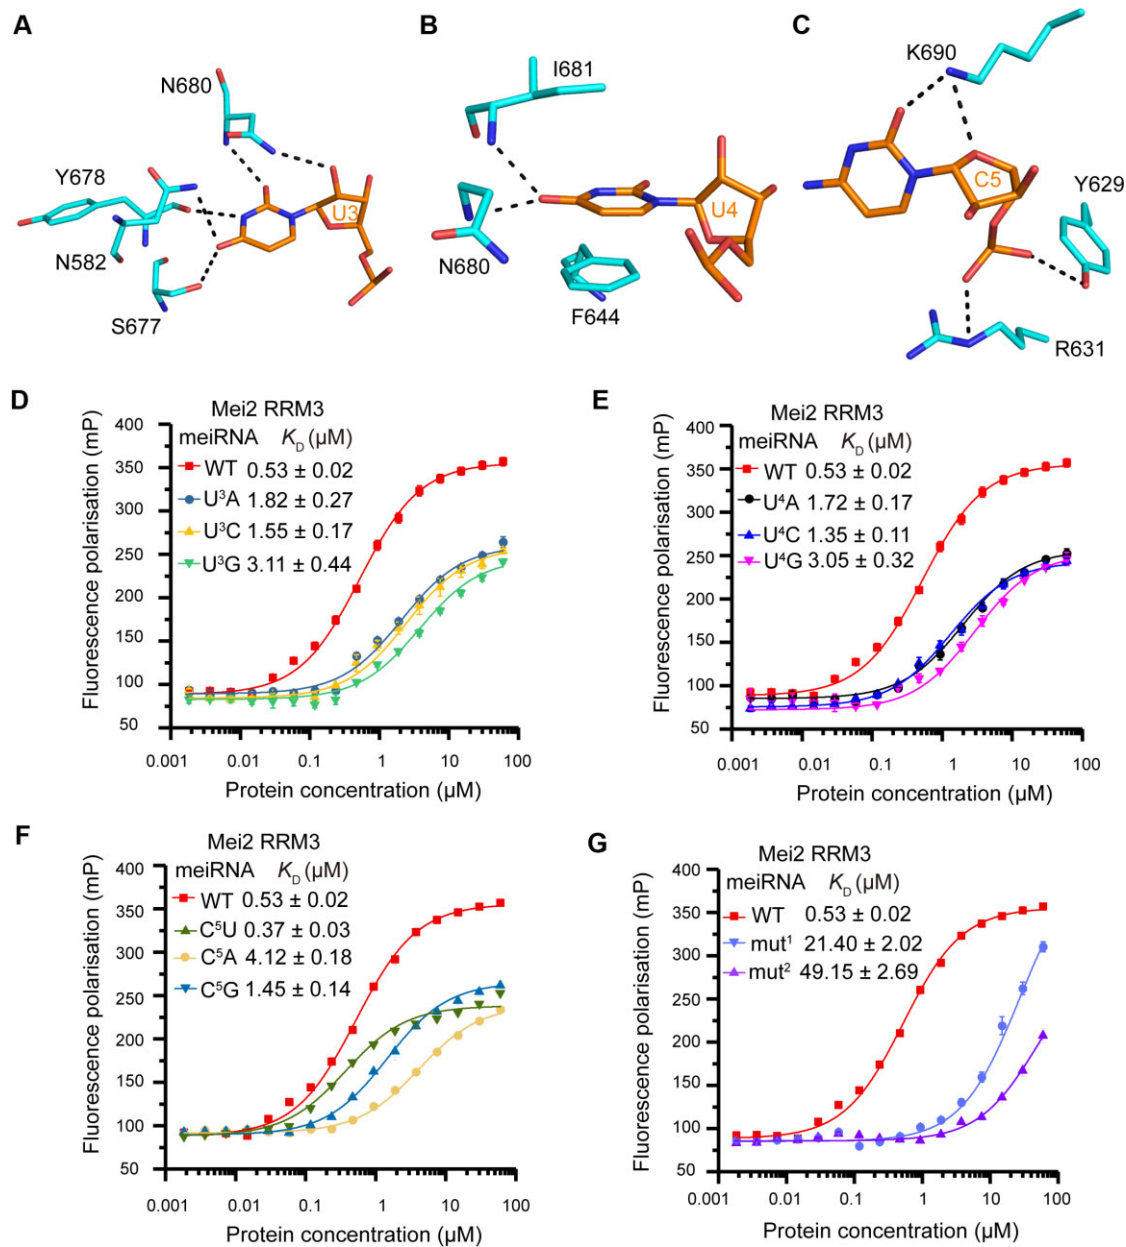 A
N680
Y678
U3
N582
S677
B
I681
U4
N680
F644
C
K690
C5
Y629
R631
D
Mei2 RRM3
meiRNA K_D (µM)
WT 0.53 ± 0.02
U³A 1.82 ± 0.27
U³C 1.55 ± 0.17
U³G 3.11 ± 0.44
Fluorescence polarisation (mP)
400
350
300
250
200
150
100
50
0.001 0.01 0.1 1 10 100
Protein concentration (µM)
E
Mei2 RRM3
meiRNA K_D (µM)
WT 0.53 ± 0.02
U⁴A 1.72 ± 0.17
U⁴C 1.35 ± 0.11
U⁴G 3.05 ± 0.32
Fluorescence polarisation (mP)
400
350
300
250
200
150
100
50
0.001 0.01 0.1 1 10 100
Protein concentration (µM)
F
Mei2 RRM3
meiRNA K_D (µM)
WT 0.53 ± 0.02
C⁵U 0.37 ± 0.03
C⁵A 4.12 ± 0.18
C⁵G 1.45 ± 0.14
Fluorescence polarisation (mP)
400
350
300
250
200
150
100
50
0.001 0.01 0.1 1 10 100
Protein concentration (µM)
G
Mei2 RRM3
meiRNA K_D (µM)
WT 0.53 ± 0.02
mut¹ 21.40 ± 2.02
mut² 49.15 ± 2.69
Fluorescence polarisation (mP)
400
350
300
250
200
150
100
50
0.001 0.01 0.1 1 10 100
Protein concentration (µM)